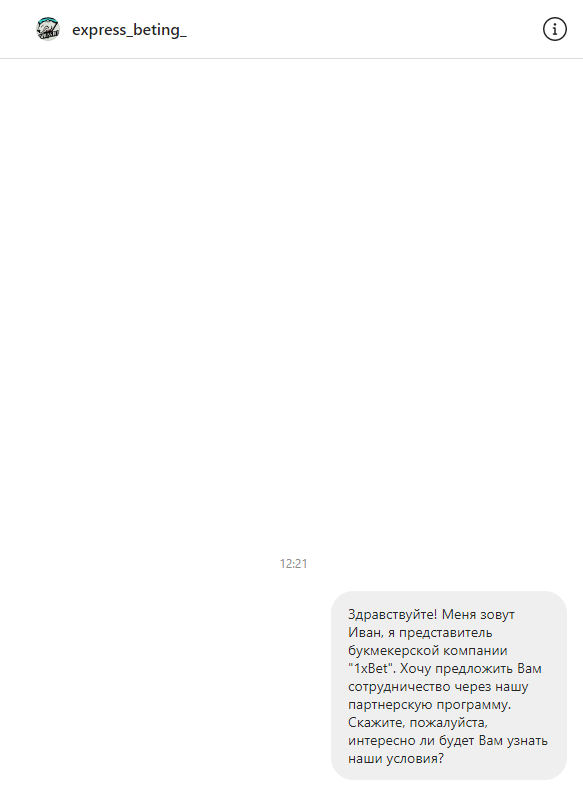 express_beting_
12:21
Здравствуйте! Меня зовут
Иван, я представитель
букмекерской компании
"1xBet". Хочу предложить Вам
сотрудничество через нашу
партнерскую программу.
Скажите, пожалуйста,
интересно ли будет Вам узнать
наши условия?